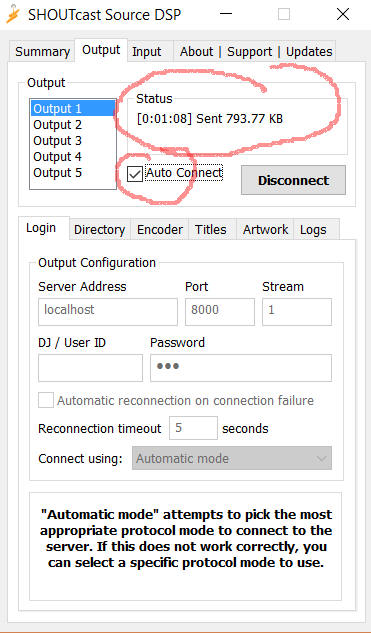 SHOUTcast Source DSP
Summary Output Input About | Support | Updates
Output
Output 1
Output 2
Output 3
Output 4
Output 5
Status
[0:01:08] Sent 793.77 KB
Auto Connect
Disconnect
Login Directory Encoder Titles Artwork Logs
Output Configuration
Server Address Port Stream
localhost 8000 1
DJ / User ID Password
●●●
Automatic reconnection on connection failure
Reconnection timeout 5 seconds
Connect using: Automatic mode
"Automatic mode" attempts to pick the most
appropriate protocol mode to connect to the
server. If this does not work correctly, you
can select a specific protocol mode to use.